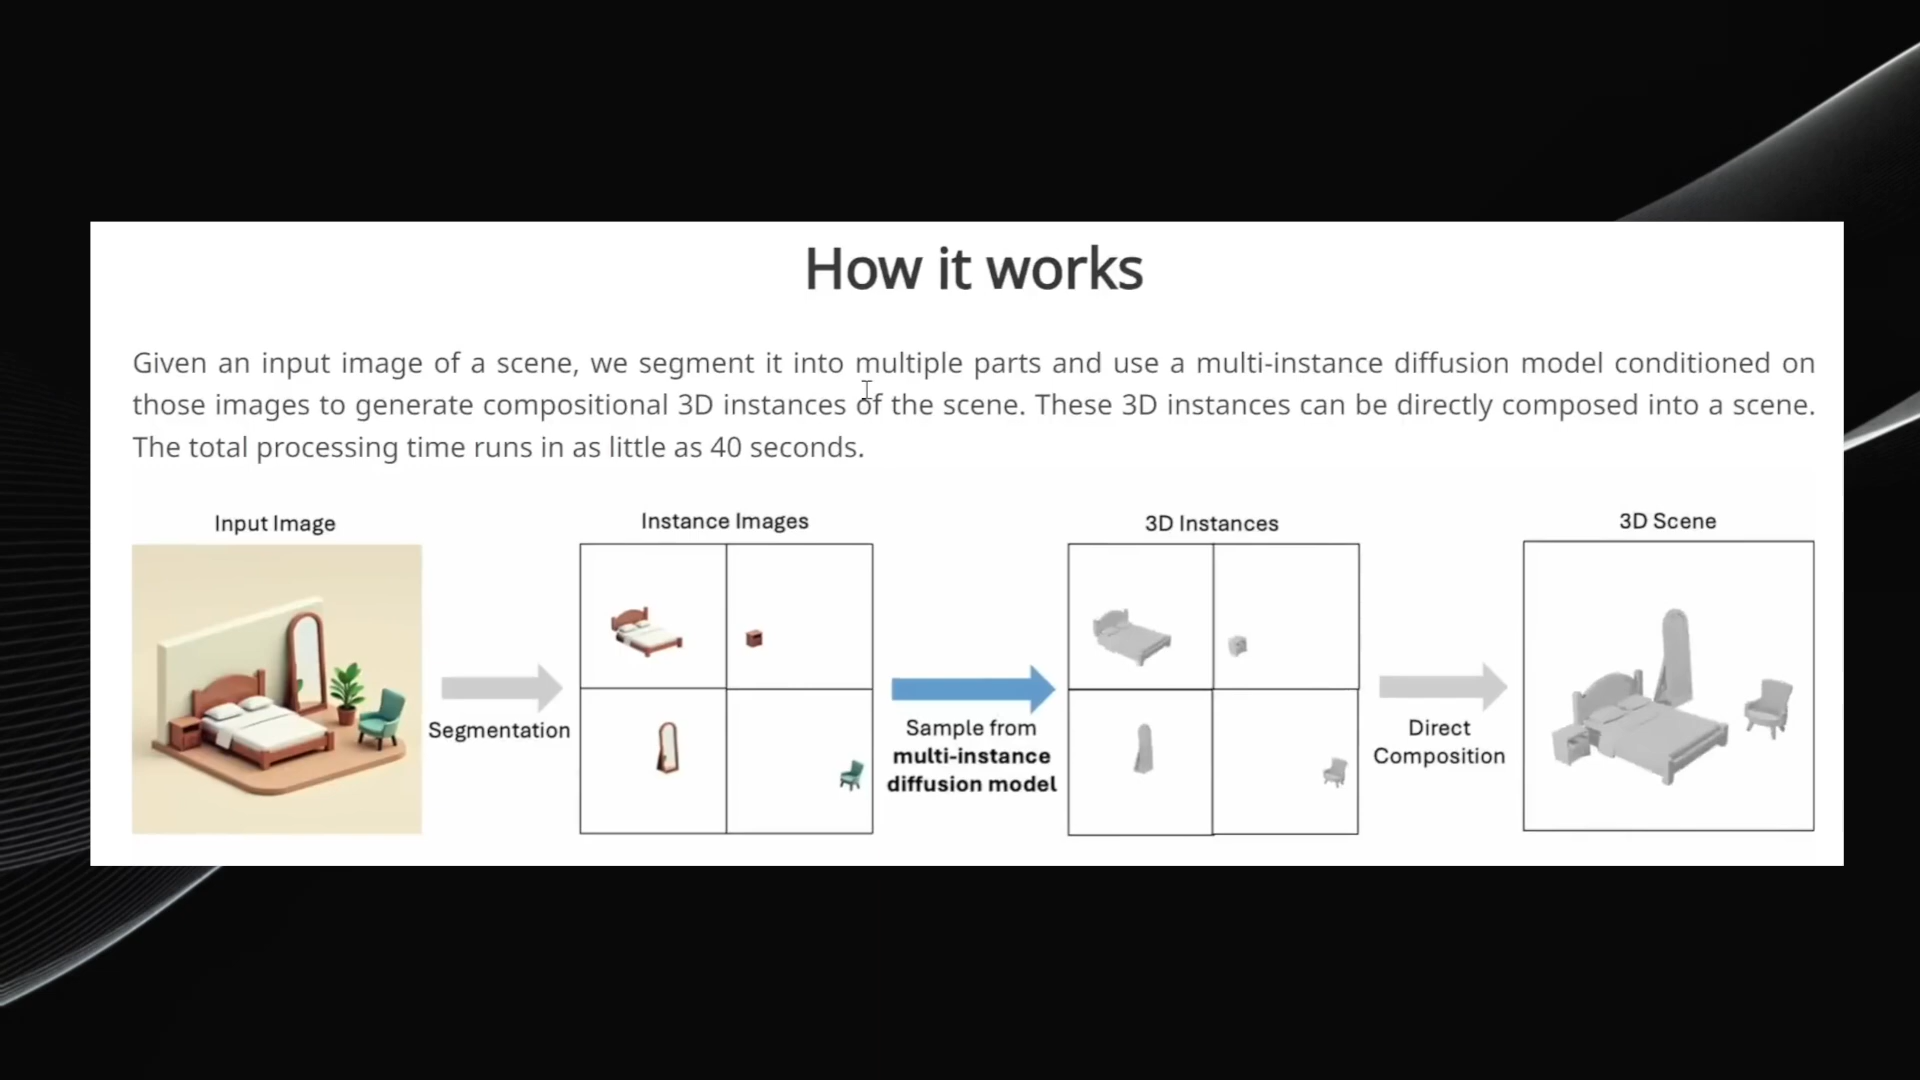 How it works
Given an input image of a scene, we segment it into multiple parts and use a multi-instance diffusion model conditioned on
those images to generate compositional 3D instances of the scene. These 3D instances can be directly composed into a scene.
The total processing time runs in as little as 40 seconds.
Input Image
Segmentation
Instance Images
Sample from
multi-instance
diffusion model
3D Instances
Direct
Composition
3D Scene